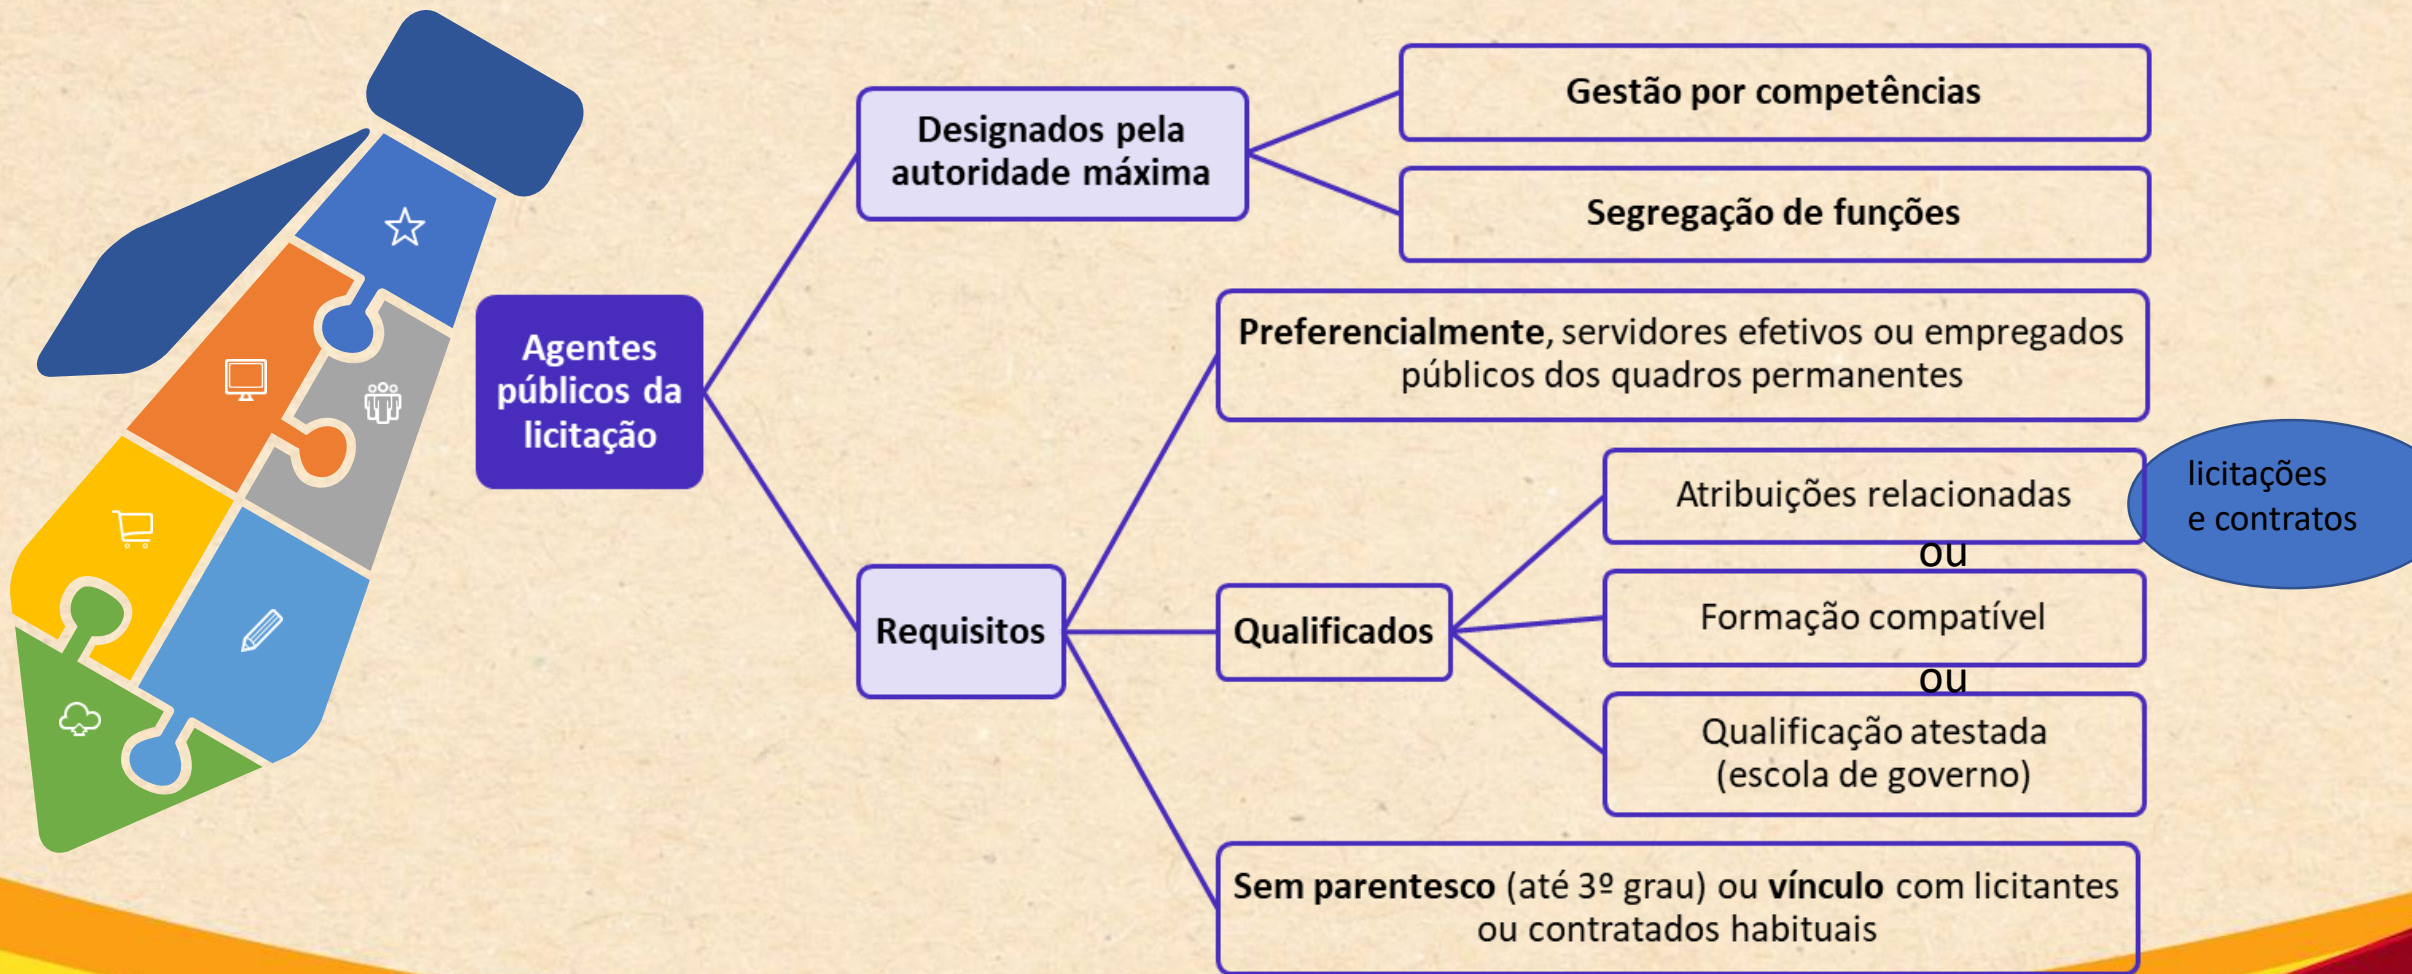 Agentes
públicos da
licitação
Designados pela
autoridade máxima
Gestão por competências
Segregação de funções
Requisitos
Preferencialmente, servidores efetivos ou empregados
públicos dos quadros permanentes
Qualificados
Atribuições relacionadas
licitações
e contratos
ou
Formação compatível
ou
Qualificação atestada
(escola de governo)
Sem parentesco (até 3º grau) ou vínculo com licitantes
ou contratados habituais